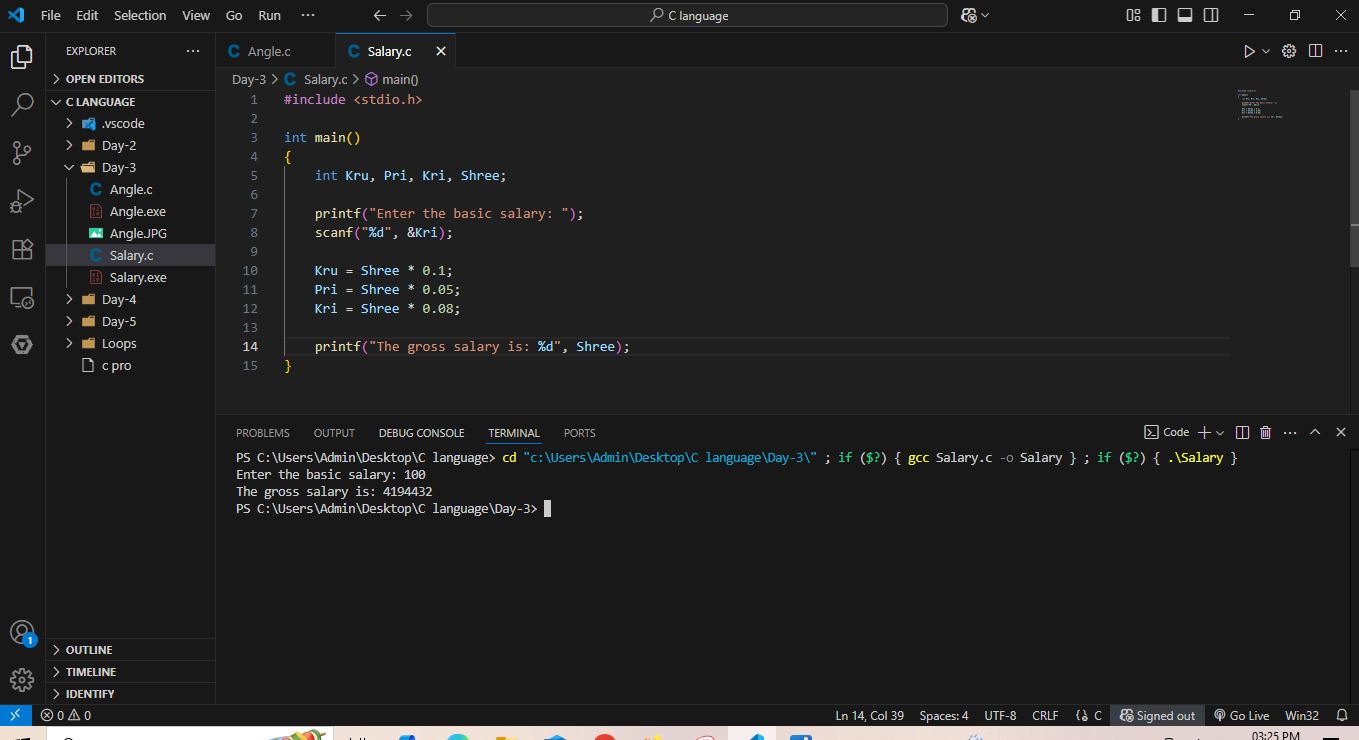 File Edit Selection View Go Run ··· C language
EXPLORER ···
OPEN EDITORS
C LANGUAGE
.vscode
Day-2
Day-3
Angle.c
Angle.exe
Angle.JPG
Salary.c
Salary.exe
Day-4
Day-5
Loops
c pro
OUTLINE
TIMELINE
IDENTIFY
Angle.c Salary.c
Day-3 > Salary.c > main()
1 #include <stdio.h>
2
3 int main()
4 {
5 int Kru, Pri, Kri, Shree;
6
7 printf("Enter the basic salary: ");
8 scanf("%d", &Kri);
9
10 Kru = Shree * 0.1;
11 Pri = Shree * 0.05;
12 Kri = Shree * 0.08;
13
14 printf("The gross salary is: %d", Shree);
15 }
PROBLEMS OUTPUT DEBUG CONSOLE TERMINAL PORTS Code
PS C:\Users\Admin\Desktop\C language> cd "c:\Users\Admin\Desktop\C language\Day-3\" ; if ($?) { gcc Salary.c -o Salary } ; if ($?) { .\Salary }
Enter the basic salary: 100
The gross salary is: 4194432
PS C:\Users\Admin\Desktop\C language\Day-3>
1
0 0 Ln 14, Col 39 Spaces: 4 UTF-8 CRLF {} C Signed out Go Live Win32
03:25 PM